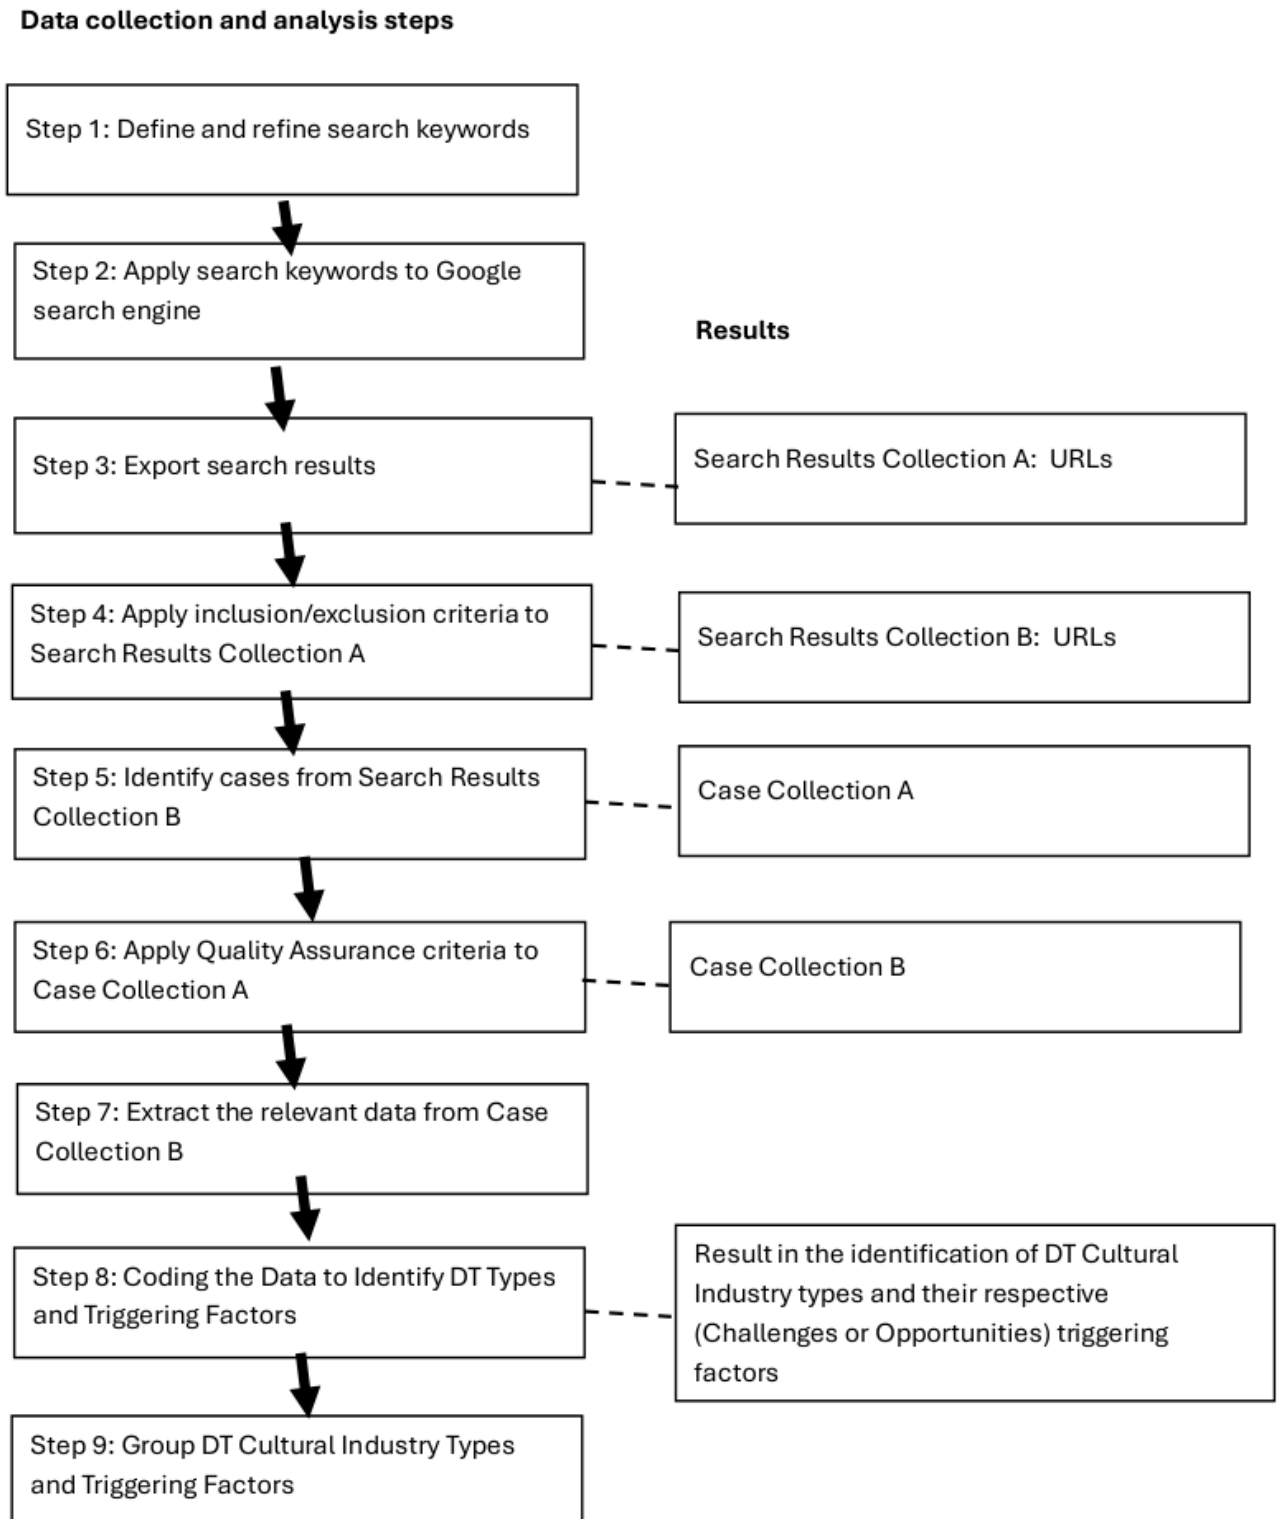 Data collection and analysis steps
Step 1: Define and refine search keywords
Step 2: Apply search keywords to Google
search engine
Results
Step 3: Export search results
Search Results Collection A:  URLs
Step 4: Apply inclusion/exclusion criteria to
Search Results Collection A
Search Results Collection B:  URLs
Step 5: Identify cases from Search Results
Collection B
Case Collection A
Step 6: Apply Quality Assurance criteria to
Case Collection A
Case Collection B
Step 7: Extract the relevant data from Case
Collection B
Step 8: Coding the Data to Identify DT Types
and Triggering Factors
Result in the identification of DT Cultural
Industry types and their respective
(Challenges or Opportunities) triggering
factors
Step 9: Group DT Cultural Industry Types
and Triggering Factors